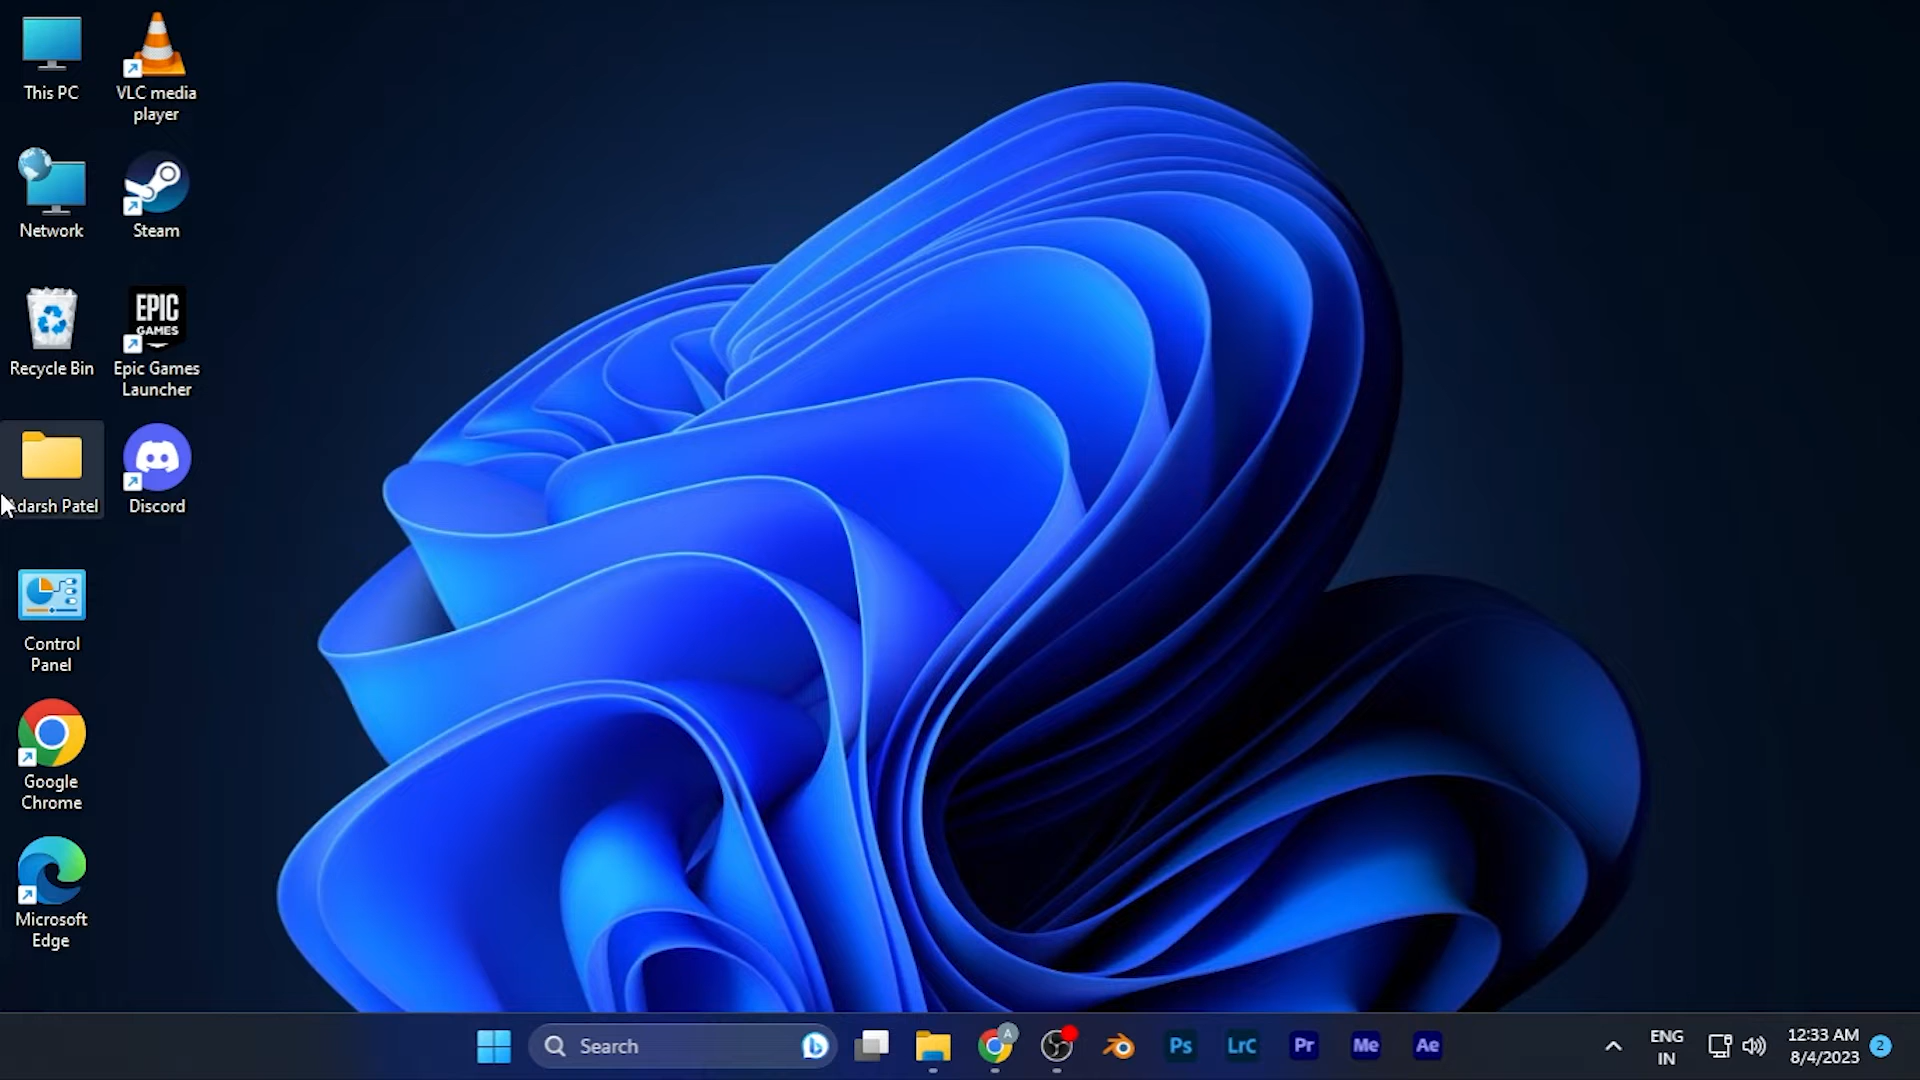 This PC
VLC media
player
Network
Steam
Recycle Bin
EPIC
GAMES
Epic Games
Launcher
Adarsh Patel
Discord
Control
Panel
Google
Chrome
Microsoft
Edge
Search
A
Ps
LrC
Pr
Me
Ae
ENG
IN
12:33 AM
8/4/2023
2